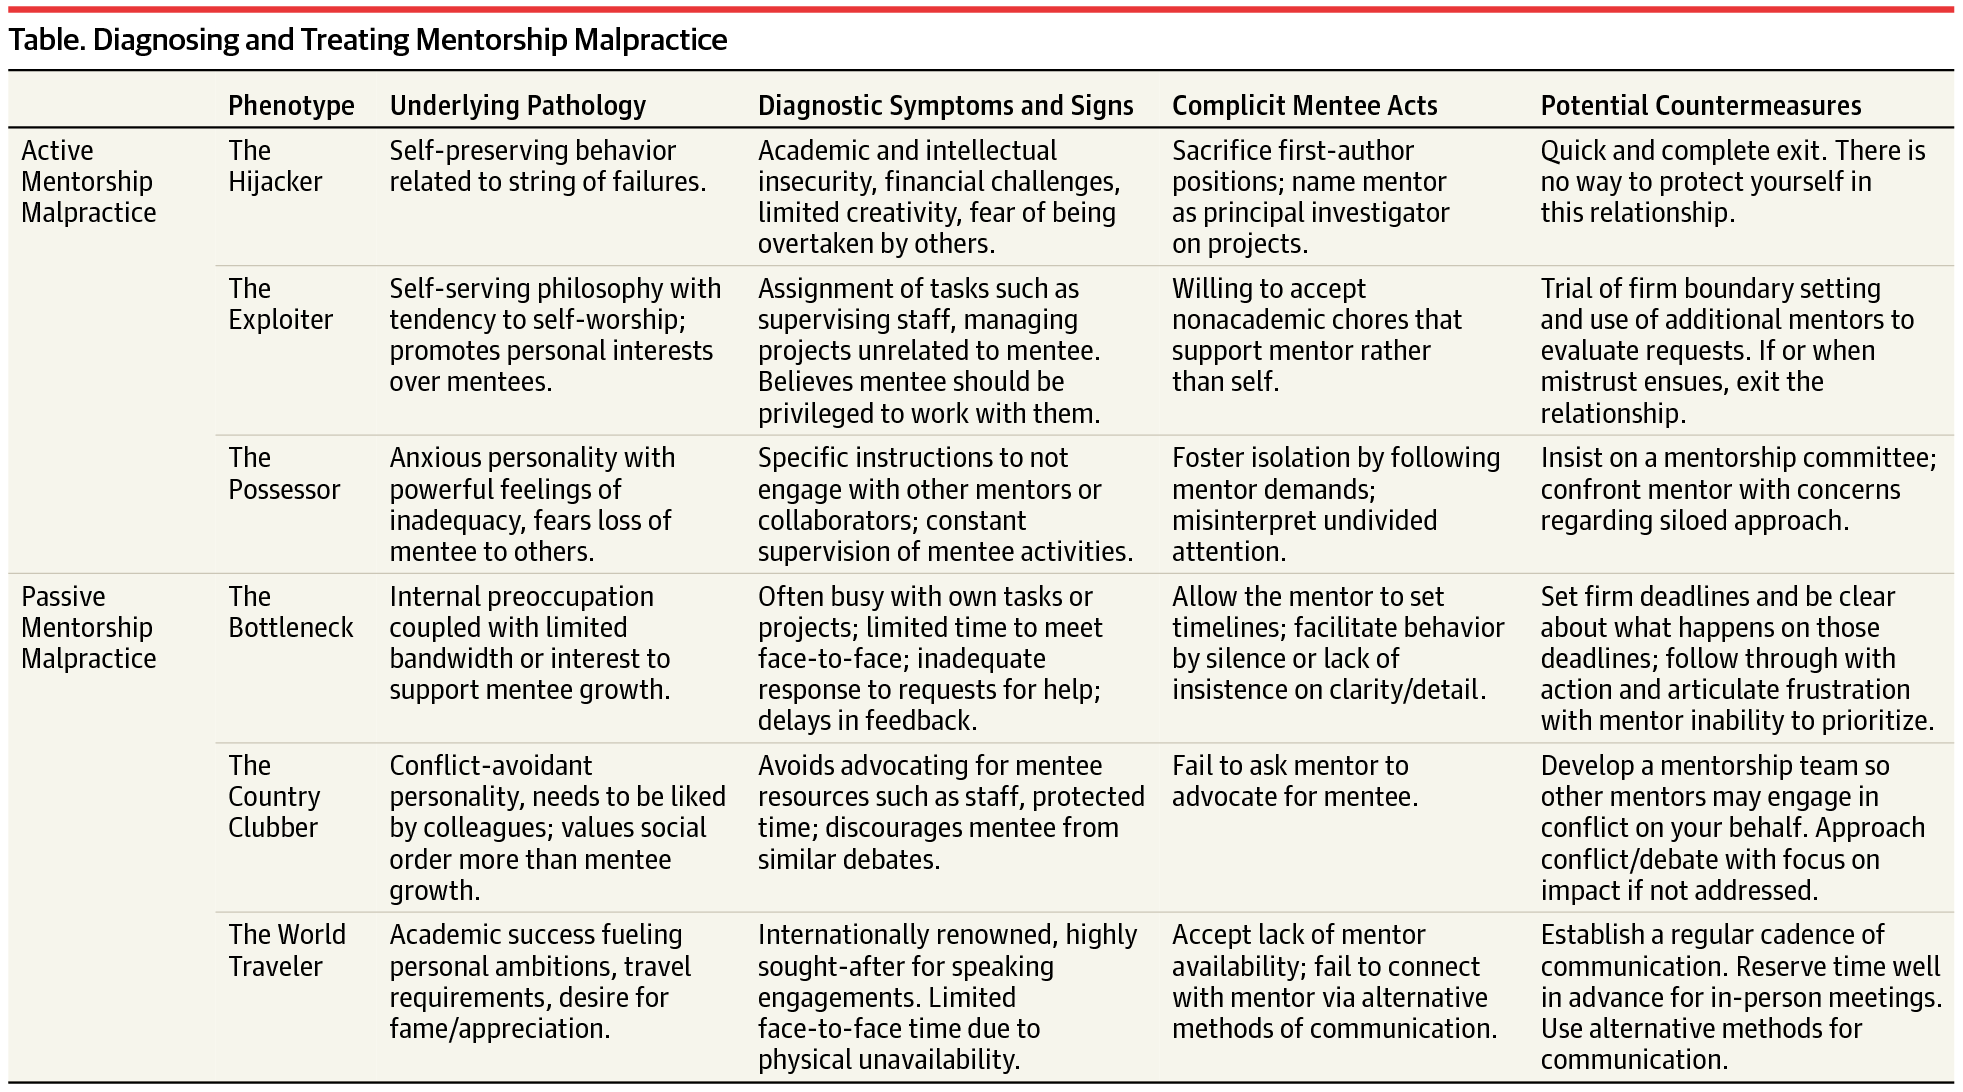 Table. Diagnosing and Treating Mentorship Malpractice
Phenotype Underlying Pathology Diagnostic Symptoms and Signs Complicit Mentee Acts Potential Countermeasures
Active
Mentorship
Malpractice
The
Hijacker
Self-preserving behavior
related to string of failures.
Academic and intellectual
insecurity, financial challenges,
limited creativity, fear of being
overtaken by others.
Sacrifice first-author
positions; name mentor
as principal investigator
on projects.
Quick and complete exit. There is
no way to protect yourself in
this relationship.
The
Exploiter
Self-serving philosophy with
tendency to self-worship;
promotes personal interests
over mentees.
Assignment of tasks such as
supervising staff, managing
projects unrelated to mentee.
Believes mentee should be
privileged to work with them.
Willing to accept
nonacademic chores that
support mentor rather
than self.
Trial of firm boundary setting
and use of additional mentors to
evaluate requests. If or when
mistrust ensues, exit the
relationship.
The
Possessor
Anxious personality with
powerful feelings of
inadequacy, fears loss of
mentee to others.
Specific instructions to not
engage with other mentors or
collaborators; constant
supervision of mentee activities.
Foster isolation by following
mentor demands;
misinterpret undivided
attention.
Insist on a mentorship committee;
confront mentor with concerns
regarding siloed approach.
Passive
Mentorship
Malpractice
The
Bottleneck
Internal preoccupation
coupled with limited
bandwidth or interest to
support mentee growth.
Often busy with own tasks or
projects; limited time to meet
face-to-face; inadequate
response to requests for help;
delays in feedback.
Allow the mentor to set
timelines; facilitate behavior
by silence or lack of
insistence on clarity/detail.
Set firm deadlines and be clear
about what happens on those
deadlines; follow through with
action and articulate frustration
with mentor inability to prioritize.
The
Country
Clubber
Conflict-avoidant
personality, needs to be liked
by colleagues; values social
order more than mentee
growth.
Avoids advocating for mentee
resources such as staff, protected
time; discourages mentee from
similar debates.
Fail to ask mentor to
advocate for mentee.
Develop a mentorship team so
other mentors may engage in
conflict on your behalf. Approach
conflict/debate with focus on
impact if not addressed.
The World
Traveler
Academic success fueling
personal ambitions, travel
requirements, desire for
fame/appreciation.
Internationally renowned, highly
sought-after for speaking
engagements. Limited
face-to-face time due to
physical unavailability.
Accept lack of mentor
availability; fail to connect
with mentor via alternative
methods of communication.
Establish a regular cadence of
communication. Reserve time well
in advance for in-person meetings.
Use alternative methods for
communication.